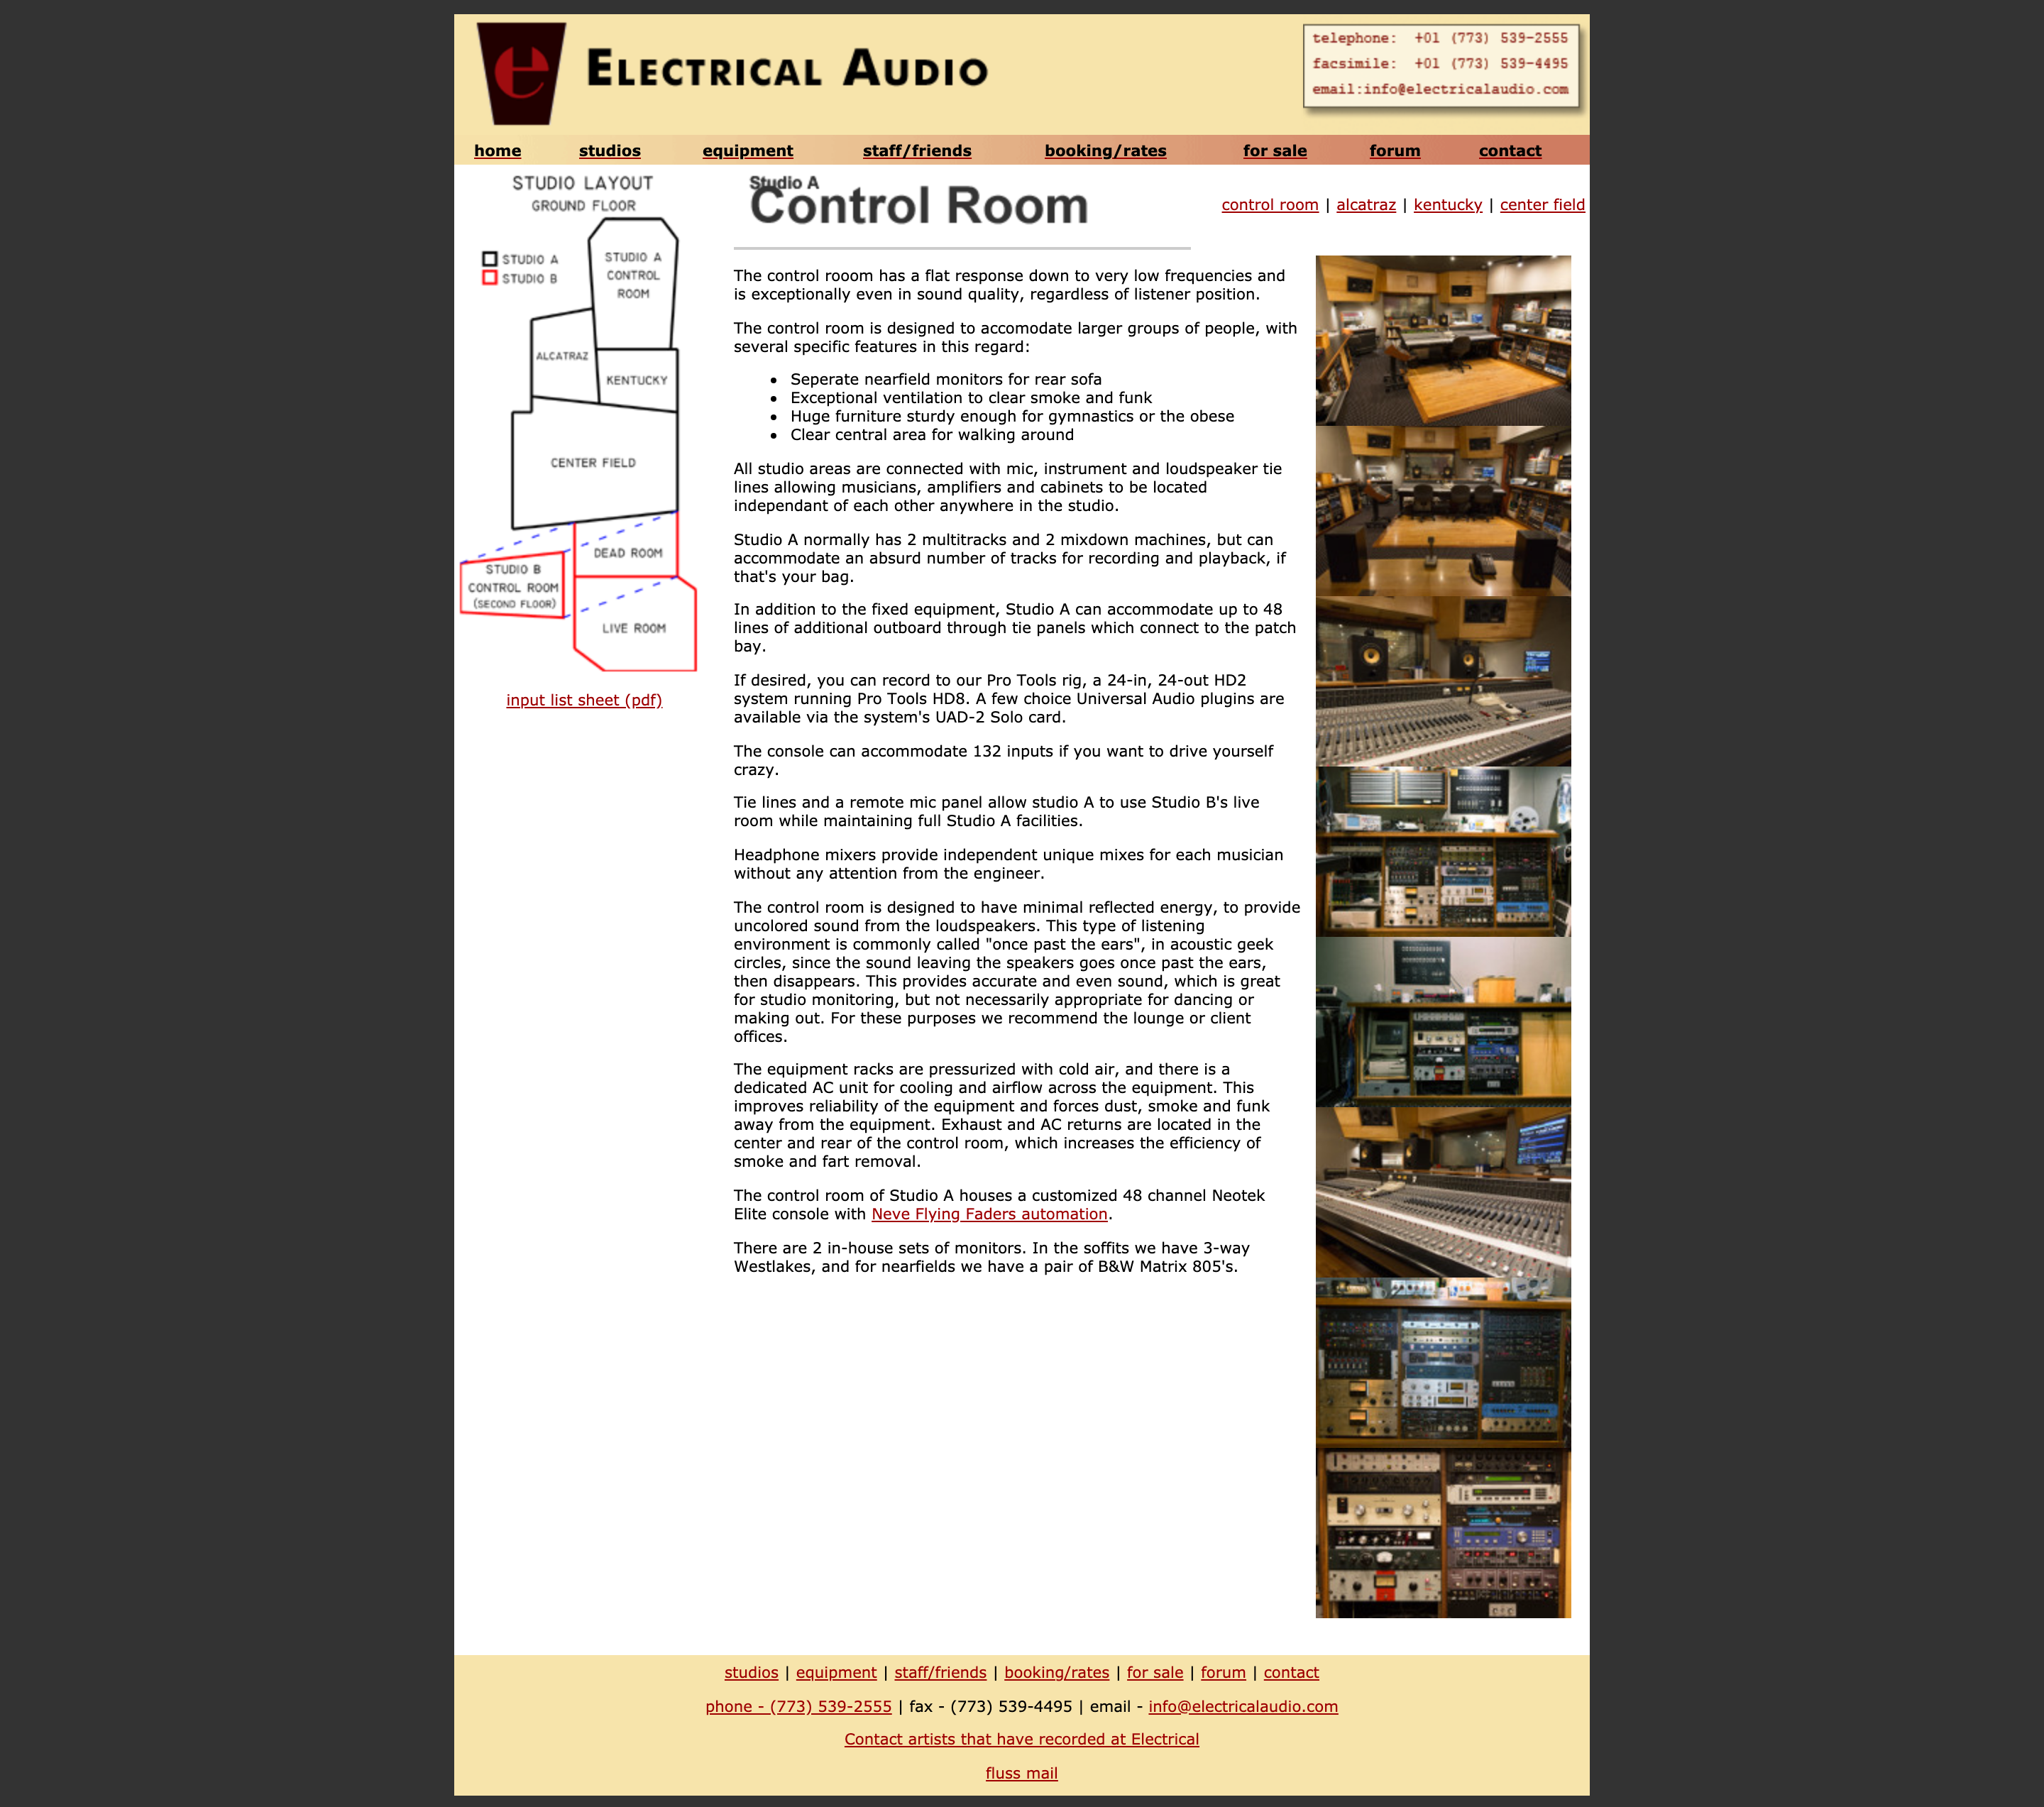 ELECTRICAL AUDIO
telephone: +01 (773) 539-2555
facsimile: +01 (773) 539-4495
email:info@electricalaudio.com
home studios equipment staff/friends booking/rates for sale forum contact
STUDIO LAYOUT
GROUND FLOOR
STUDIO A
STUDIO B
STUDIO A
CONTROL
ROOM
ALCATRAZ
KENTUCKY
CENTER FIELD
DEAD ROOM
STUDIO B
CONTROL ROOM
(SECOND FLOOR)
LIVE ROOM
input list sheet (pdf)
Studio A
Control Room
control room | alcatraz | kentucky | center field
The control rooom has a flat response down to very low frequencies and
is exceptionally even in sound quality, regardless of listener position.
The control room is designed to accomodate larger groups of people, with
several specific features in this regard:
• Seperate nearfield monitors for rear sofa
• Exceptional ventilation to clear smoke and funk
• Huge furniture sturdy enough for gymnastics or the obese
• Clear central area for walking around
All studio areas are connected with mic, instrument and loudspeaker tie
lines allowing musicians, amplifiers and cabinets to be located
independant of each other anywhere in the studio.
Studio A normally has 2 multitracks and 2 mixdown machines, but can
accommodate an absurd number of tracks for recording and playback, if
that's your bag.
In addition to the fixed equipment, Studio A can accommodate up to 48
lines of additional outboard through tie panels which connect to the patch
bay.
If desired, you can record to our Pro Tools rig, a 24-in, 24-out HD2
system running Pro Tools HD8. A few choice Universal Audio plugins are
available via the system's UAD-2 Solo card.
The console can accommodate 132 inputs if you want to drive yourself
crazy.
Tie lines and a remote mic panel allow studio A to use Studio B's live
room while maintaining full Studio A facilities.
Headphone mixers provide independent unique mixes for each musician
without any attention from the engineer.
The control room is designed to have minimal reflected energy, to provide
uncolored sound from the loudspeakers. This type of listening
environment is commonly called "once past the ears", in acoustic geek
circles, since the sound leaving the speakers goes once past the ears,
then disappears. This provides accurate and even sound, which is great
for studio monitoring, but not necessarily appropriate for dancing or
making out. For these purposes we recommend the lounge or client
offices.
The equipment racks are pressurized with cold air, and there is a
dedicated AC unit for cooling and airflow across the equipment. This
improves reliability of the equipment and forces dust, smoke and funk
away from the equipment. Exhaust and AC returns are located in the
center and rear of the control room, which increases the efficiency of
smoke and fart removal.
The control room of Studio A houses a customized 48 channel Neotek
Elite console with Neve Flying Faders automation.
There are 2 in-house sets of monitors. In the soffits we have 3-way
Westlakes, and for nearfields we have a pair of B&W Matrix 805's.
studios | equipment | staff/friends | booking/rates | for sale | forum | contact
phone - (773) 539-2555 | fax - (773) 539-4495 | email - info@electricalaudio.com
Contact artists that have recorded at Electrical
fluss mail